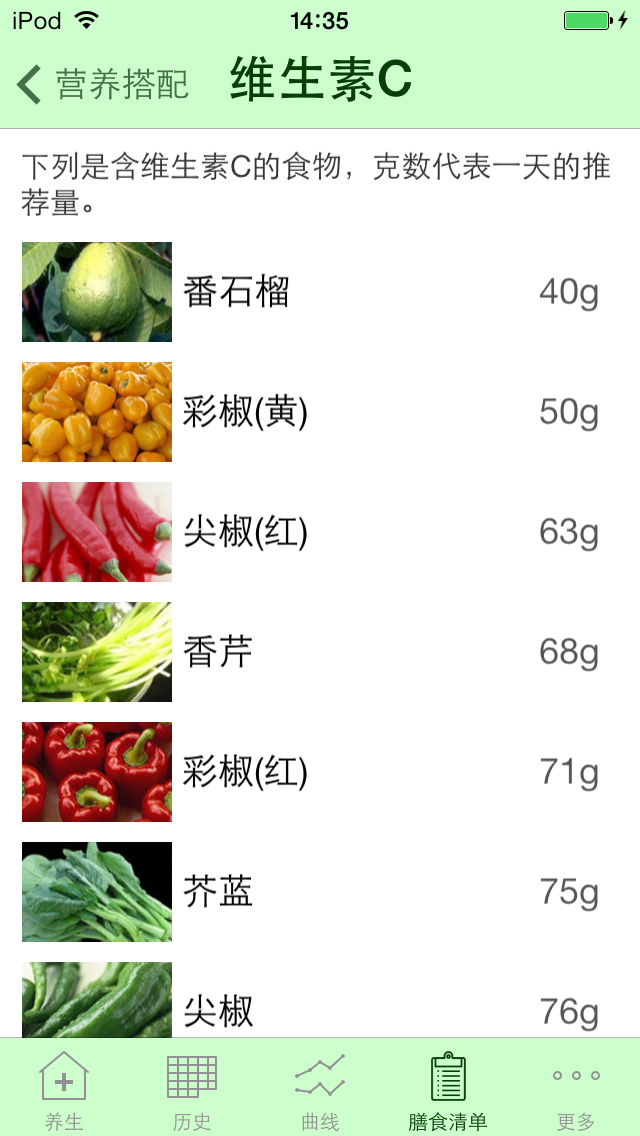 iPod 14:35
营养搭配 维生素C
下列是含维生素C的食物，克数代表一天的推
荐量。
番石榴 40g
彩椒(黄) 50g
尖椒(红) 63g
香芹 68g
彩椒(红) 71g
芥蓝 75g
尖椒 76g
养生 历史 曲线 膳食清单 更多